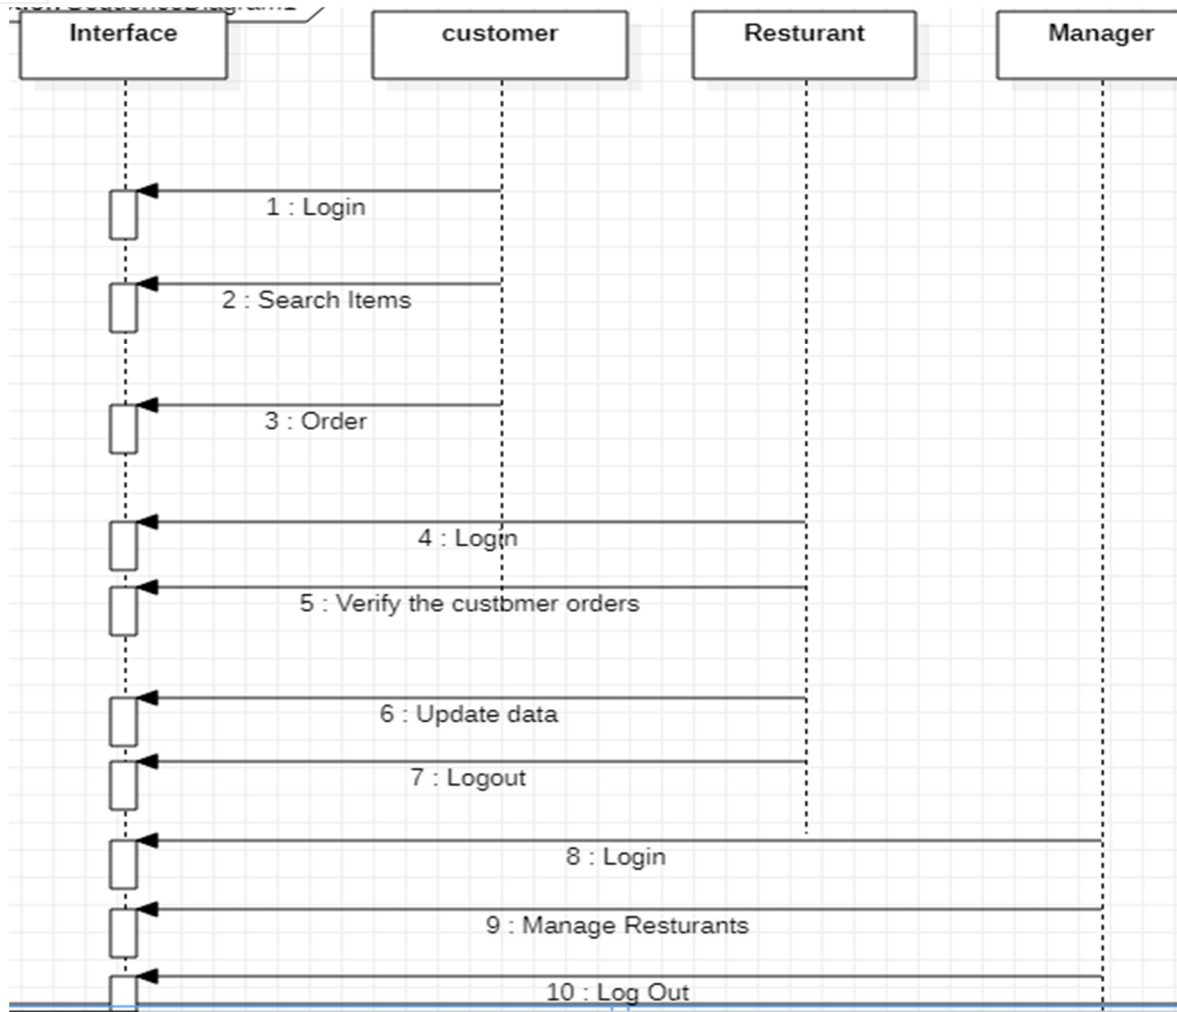 Interface
customer
Resturant
Manager
1 : Login
2 : Search Items
3 : Order
4 : Login
5 : Verify the customer orders
6 : Update data
7 : Logout
8 : Login
9 : Manage Resturants
10 : Log Out